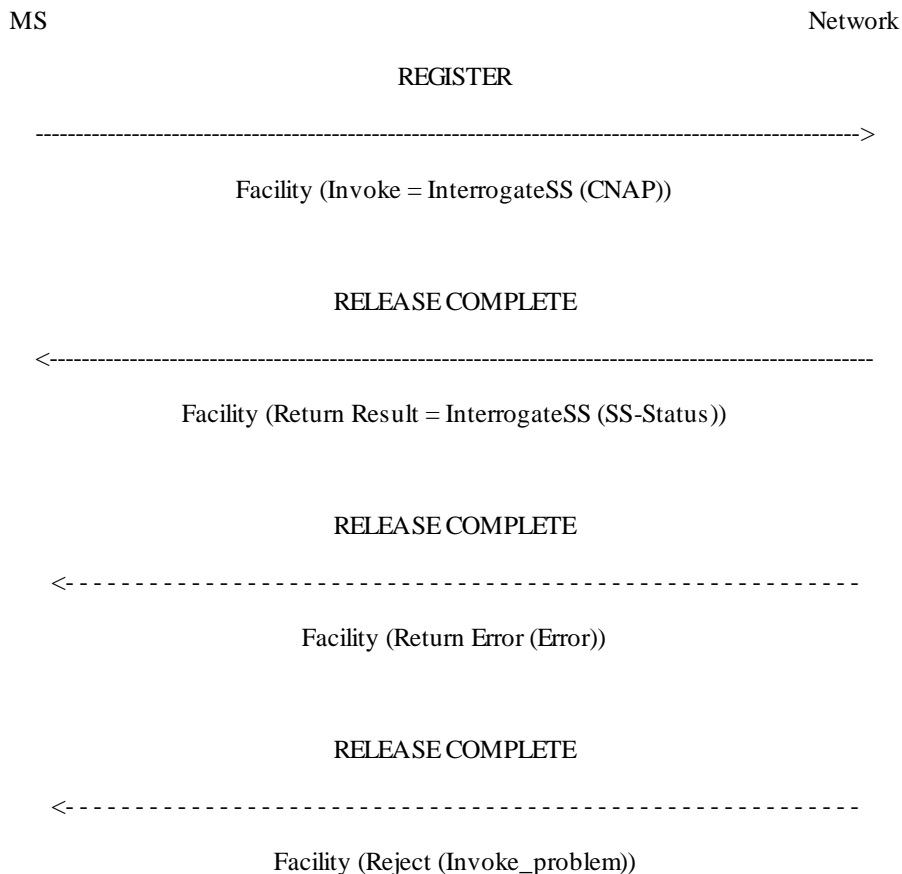 MS Network
REGISTER
------------------------------------------------------------------------------------------------------->
Facility (Invoke = InterrogateSS (CNAP))
RELEASE COMPLETE
<-------------------------------------------------------------------------------------------------------
Facility (Return Result = InterrogateSS (SS-Status))
RELEASE COMPLETE
<- - - - - - - - - - - - - - - - - - - - - - - - - - - - - - - - - - - - - - - - - - - - - - - - - - - - - - - - -
Facility (Return Error (Error))
RELEASE COMPLETE
<- - - - - - - - - - - - - - - - - - - - - - - - - - - - - - - - - - - - - - - - - - - - - - - - - - - - - - - - -
Facility (Reject (Invoke_problem))